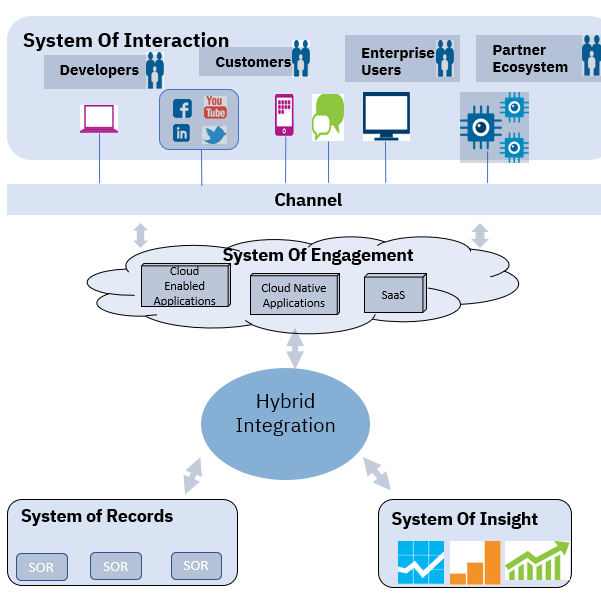 System Of Interaction
Developers
Customers
Enterprise
Users
Partner
Ecosystem
f
You
Tube
in
Channel
System Of Engagement
Cloud
Enabled
Applications
Cloud Native
Applications
SaaS
Hybrid
Integration
System of Records
SOR
SOR
SOR
System Of Insight